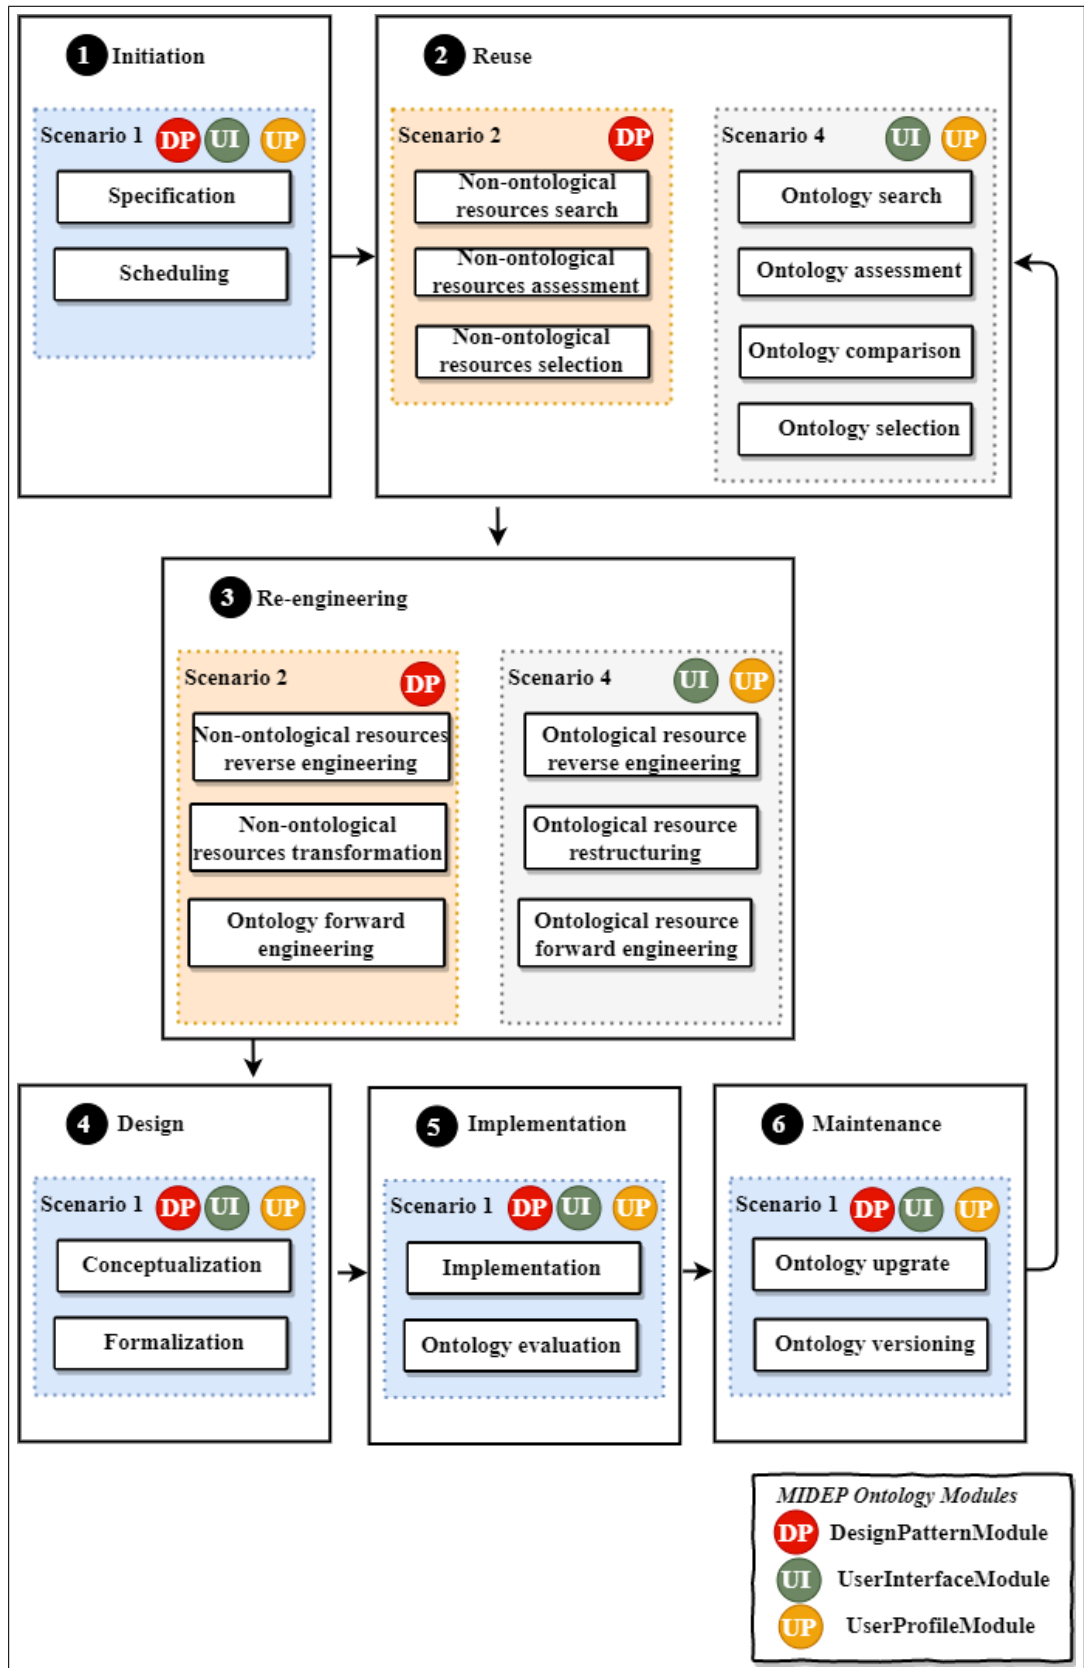 1 Initiation
Scenario 1 DP UI UP
Specification
Scheduling
2 Reuse
Scenario 2 DP
Non-ontological
resources search
Non-ontological
resources assessment
Non-ontological
resources selection
Scenario 4 UI UP
Ontology search
Ontology assessment
Ontology comparison
Ontology selection
3 Re-engineering
Scenario 2 DP
Non-ontological resources
reverse engineering
Non-ontological
resources transformation
Ontology forward
engineering
Scenario 4 UI UP
Ontological resource
reverse engineering
Ontological resource
restructuring
Ontological resource
forward engineering
4 Design
Scenario 1 DP UI UP
Conceptualization
Formalization
5 Implementation
Scenario 1 DP UI UP
Implementation
Ontology evaluation
6 Maintenance
Scenario 1 DP UI UP
Ontology upgrate
Ontology versioning
MIDEP Ontology Modules
DP DesignPatternModule
UI UserInterfaceModule
UP UserProfileModule